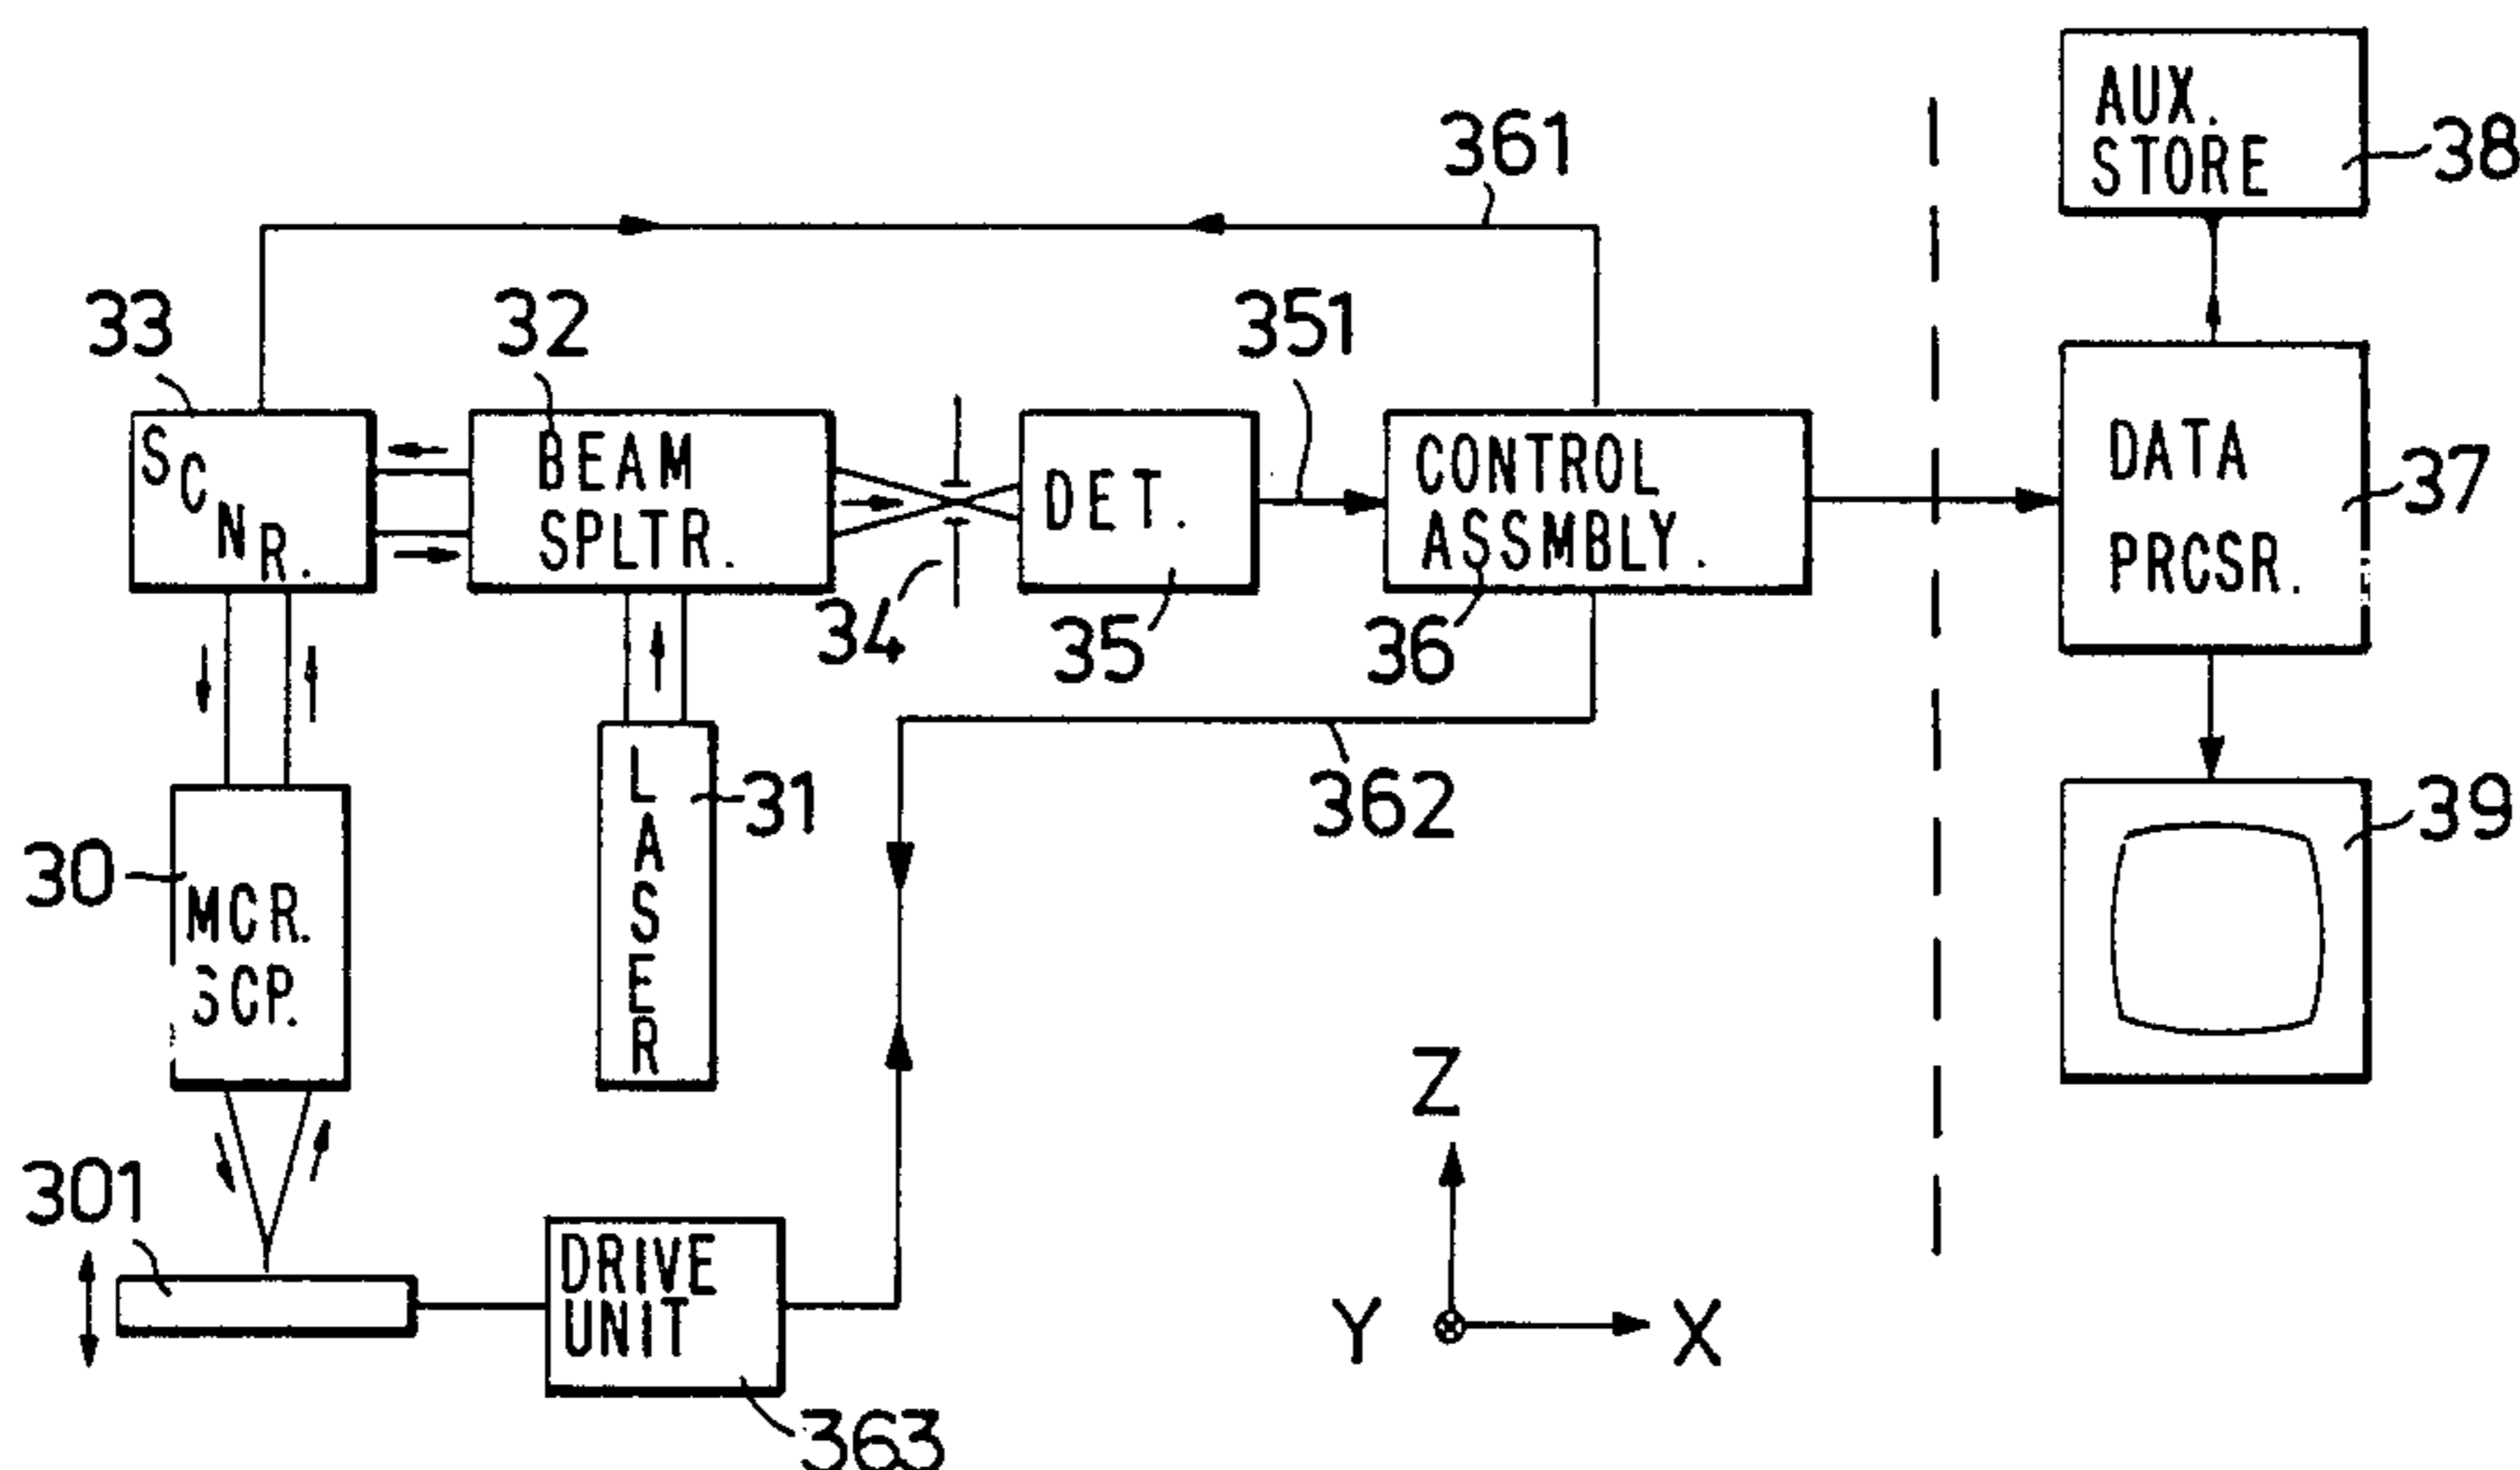 AUX.
STORE
38
361
33
32
351
SCNR.
BEAM
SPLTR.
DET.
CONTROL
ASSMBLY.
DATA
PRCSR.
37
34
35
36
LASER
31
362
39
30
MCR.
SCP.
301
DRIVE
UNIT
363
Z
Y
X